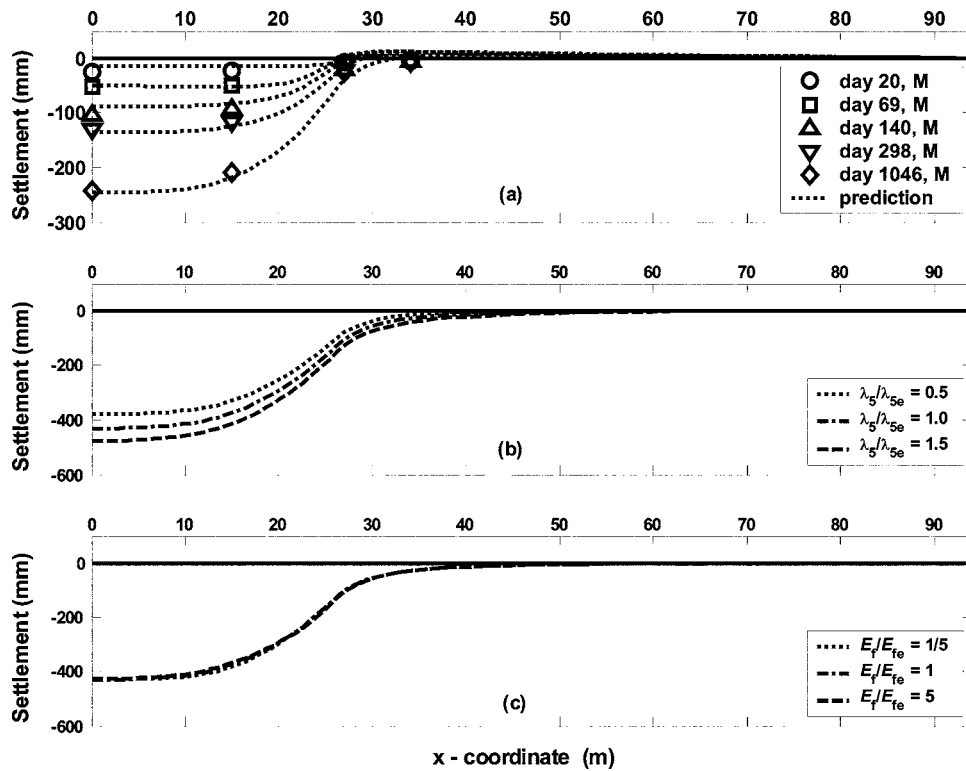 0 10 20 30 40 50 60 70 80 90
0
-100
-200
-300
Settlement (mm)
day 20, M
day 69, M
day 140, M
day 298, M
day 1046, M
prediction
(a)
0 10 20 30 40 50 60 70 80 90
0
-200
-400
-600
Settlement (mm)
λ5/λ5e = 0.5
λ5/λ5e = 1.0
λ5/λ5e = 1.5
(b)
0 10 20 30 40 50 60 70 80 90
0
-200
-400
-600
Settlement (mm)
Ef/Efe = 1/5
Ef/Efe = 1
Ef/Efe = 5
(c)
x - coordinate (m)